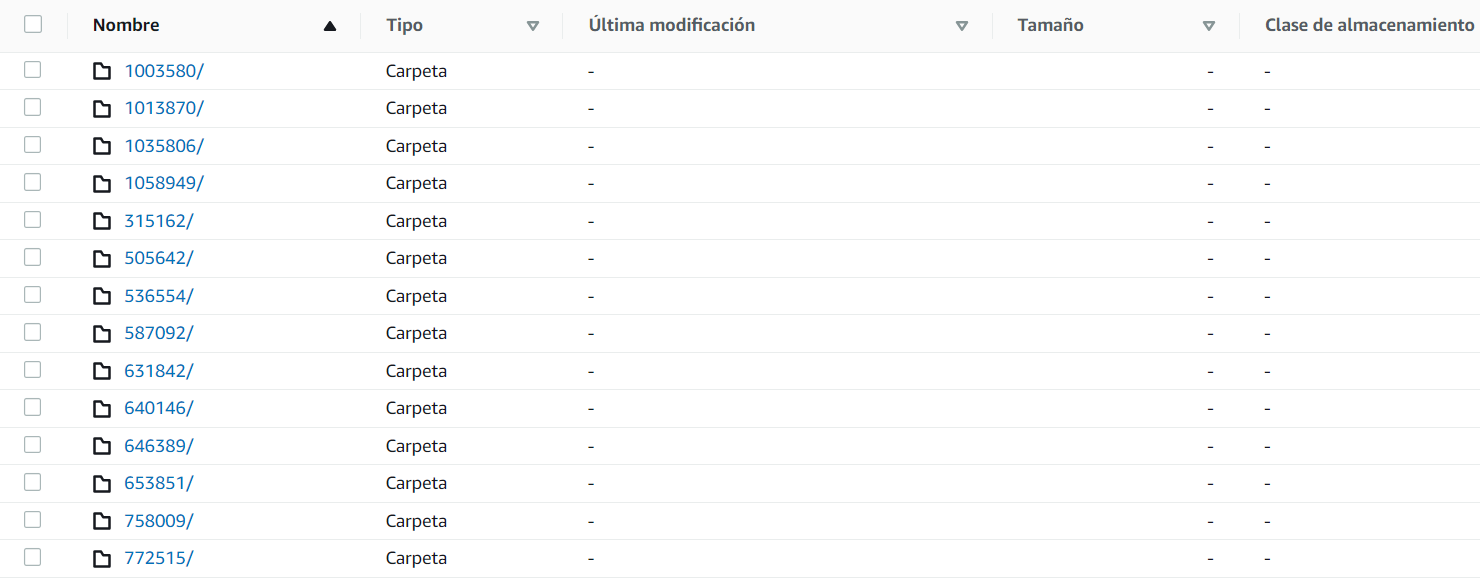 Nombre Tipo Última modificación Tamaño Clase de almacenamiento
1003580/ Carpeta - - -
1013870/ Carpeta - - -
1035806/ Carpeta - - -
1058949/ Carpeta - - -
315162/ Carpeta - - -
505642/ Carpeta - - -
536554/ Carpeta - - -
587092/ Carpeta - - -
631842/ Carpeta - - -
640146/ Carpeta - - -
646389/ Carpeta - - -
653851/ Carpeta - - -
758009/ Carpeta - - -
772515/ Carpeta - - -